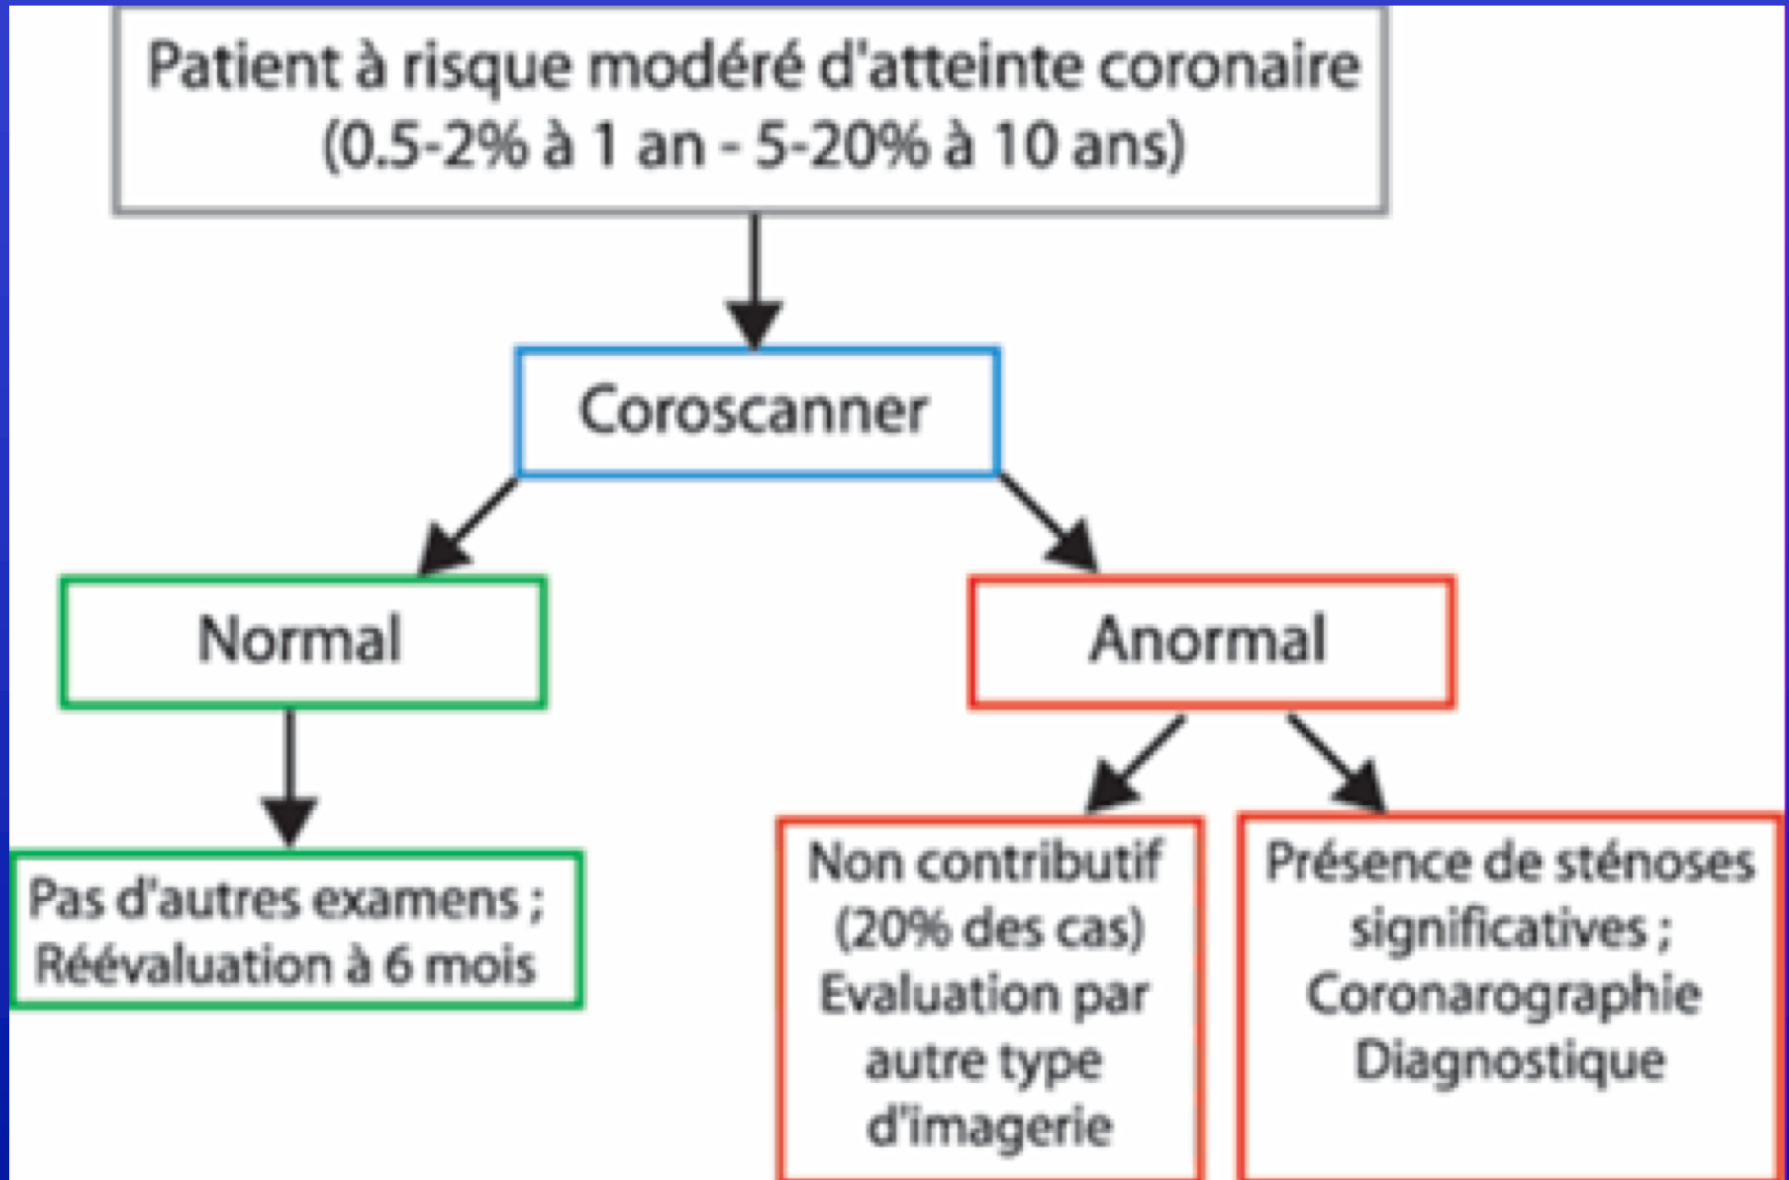 Patient à risque modéré d'atteinte coronaire
(0.5-2% à 1 an - 5-20% à 10 ans)
Coroscanner
Normal
Anormal
Pas d'autres examens ;
Réévaluation à 6 mois
Non contributif
(20% des cas)
Evaluation par
autre type
d'imagerie
Présence de sténoses
significatives ;
Coronarographie
Diagnostique